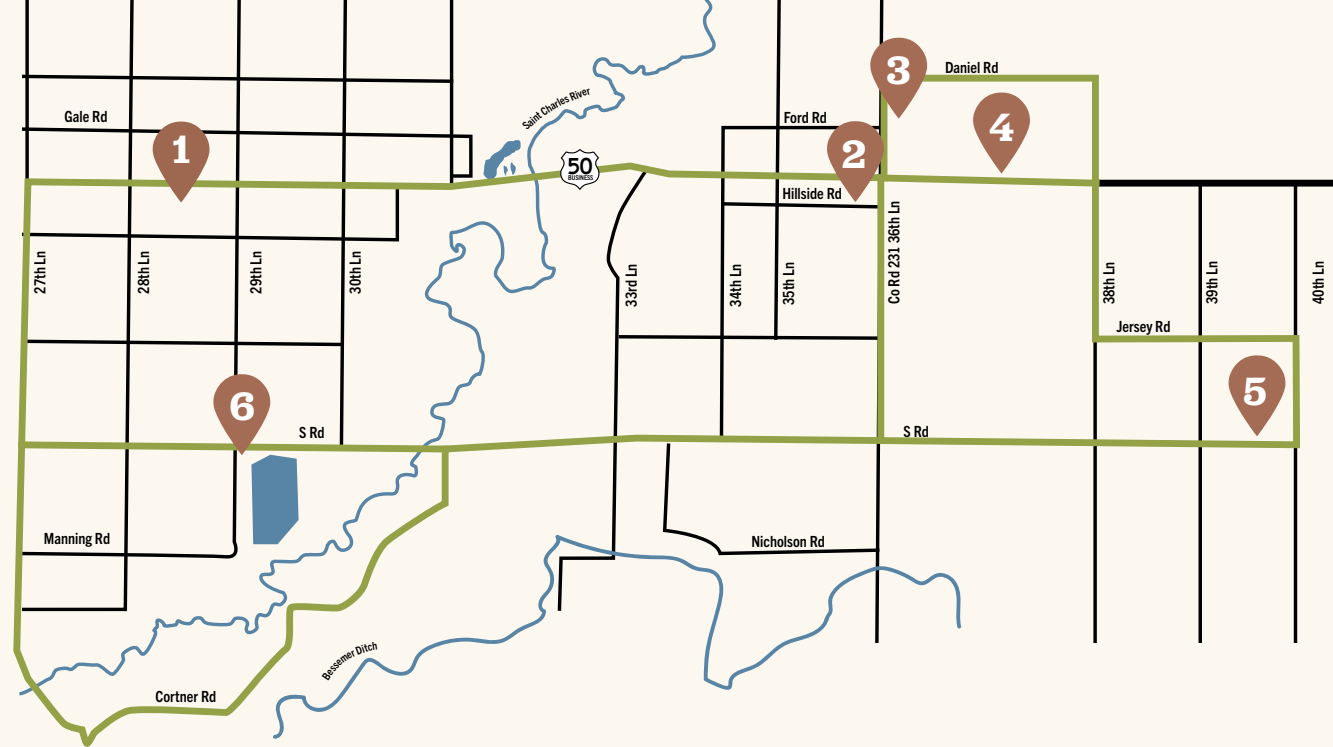 3
Daniel Rd
Saint Charles River
Gale Rd
Ford Rd
4
1
2
50
BUSINESS
Hillside Rd
27th Ln
28th Ln
29th Ln
30th Ln
33rd Ln
34th Ln
35th Ln
Co Rd 231 36th Ln
38th Ln
39th Ln
40th Ln
Jersey Rd
5
6
S Rd
S Rd
Manning Rd
Nicholson Rd
Bessemer Ditch
Cortner Rd